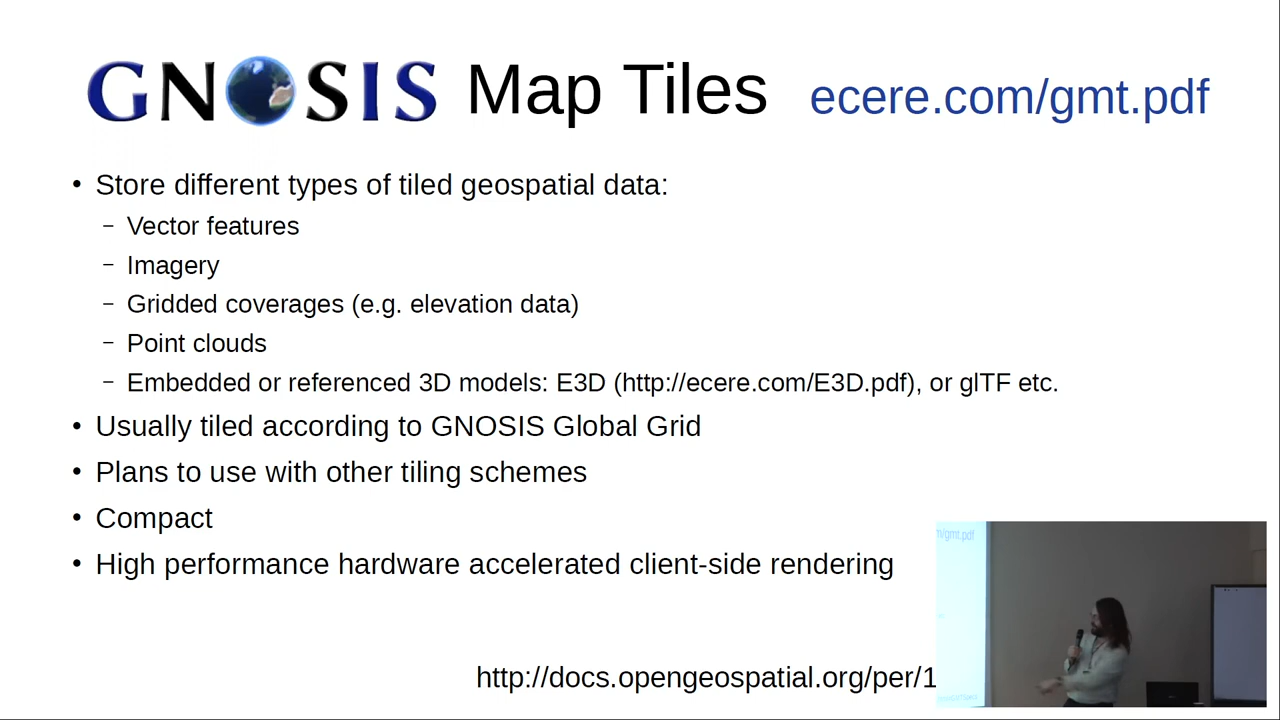 GNOSIS Map Tiles ecere.com/gmt.pdf
• Store different types of tiled geospatial data:
– Vector features
– Imagery
– Gridded coverages (e.g. elevation data)
– Point clouds
– Embedded or referenced 3D models: E3D (http://ecere.com/E3D.pdf), or glTF etc.
• Usually tiled according to GNOSIS Global Grid
• Plans to use with other tiling schemes
• Compact
• High performance hardware accelerated client-side rendering
m/gmt.pdf
http://docs.opengeospatial.org/per/1